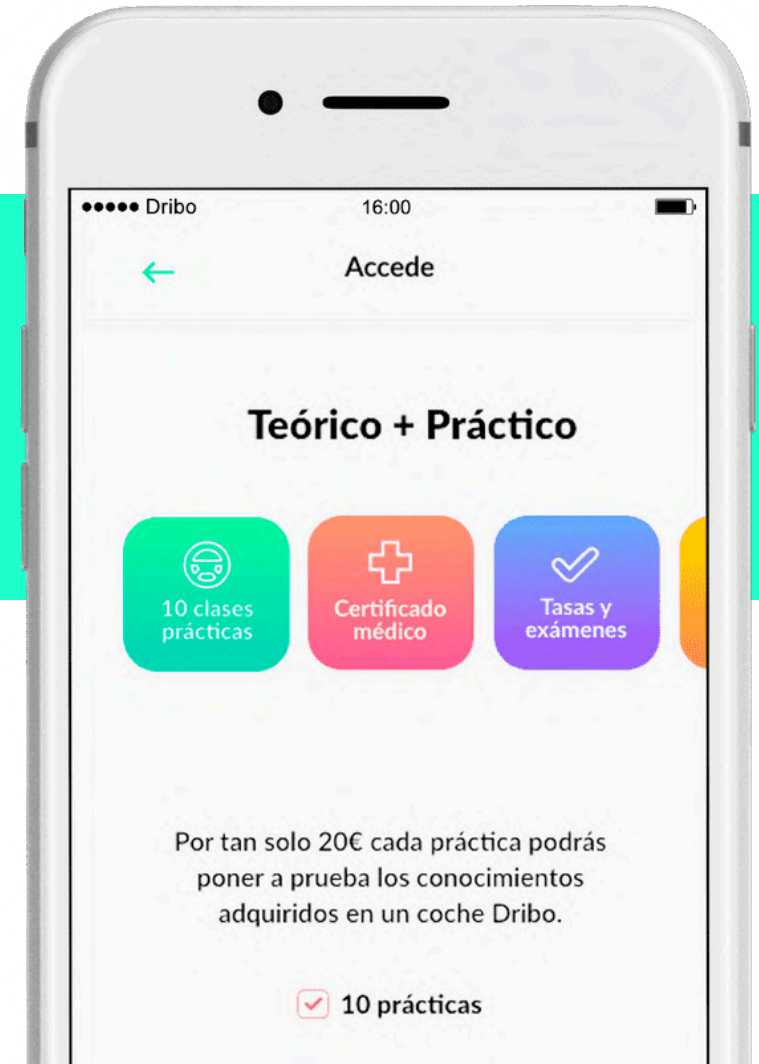 ●●●●● Dribo
16:00
Accede
Teórico + Práctico
10 clases
prácticas
Certificado
médico
Tasas y
exámenes
Por tan solo 20€ cada práctica podrás
poner a prueba los conocimientos
adquiridos en un coche Dribo.
10 prácticas